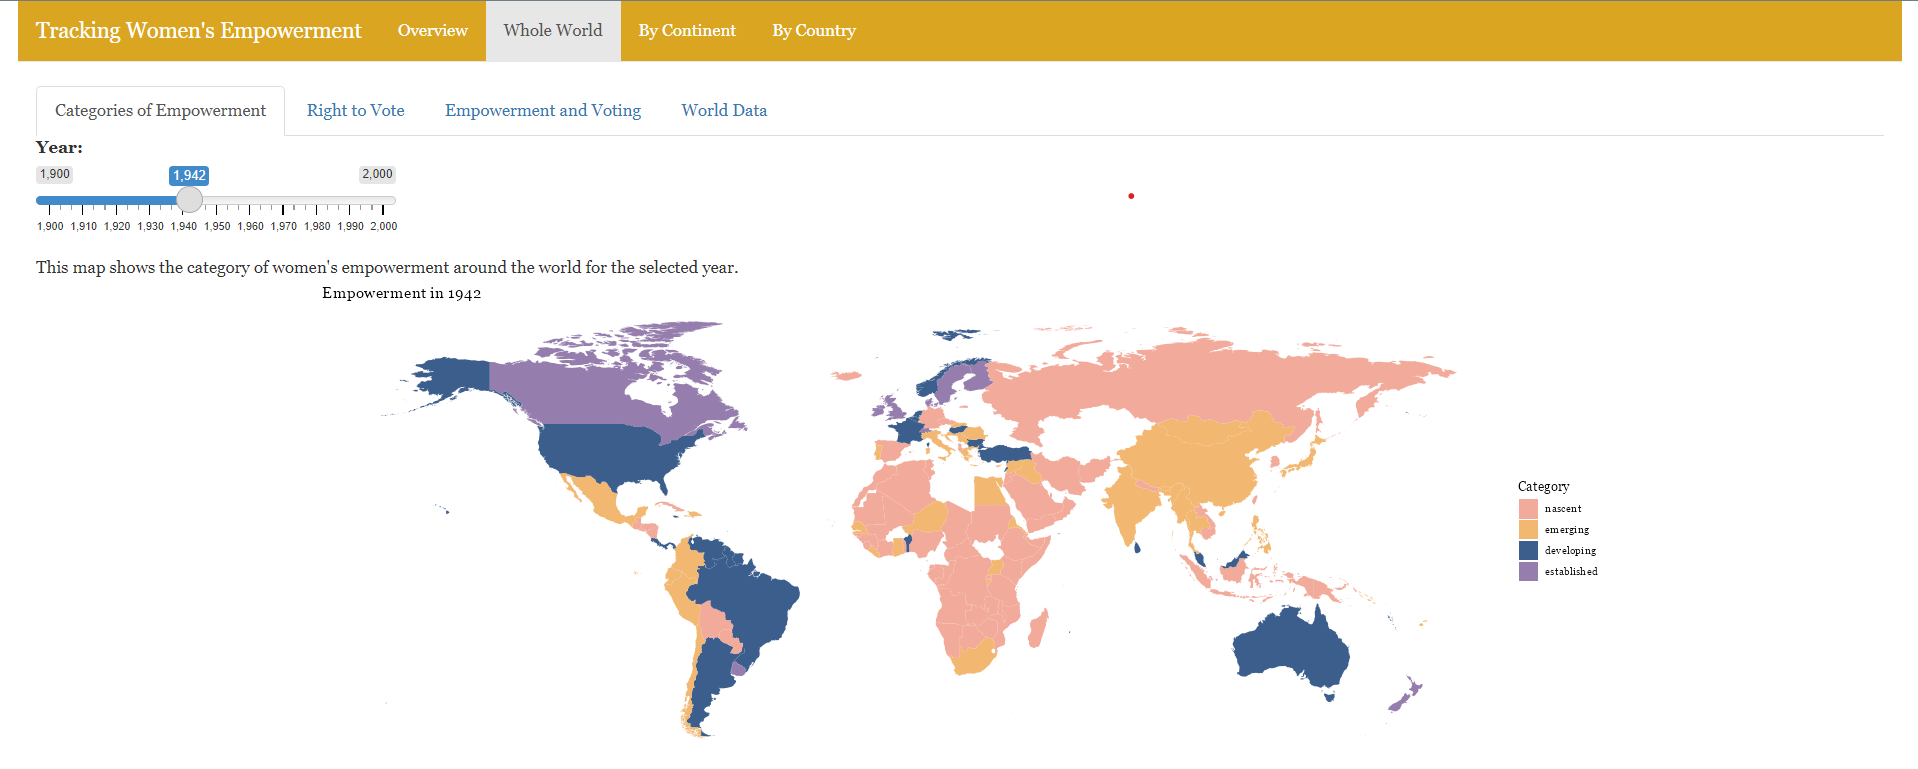 Tracking Women's Empowerment Overview Whole World By Continent By Country
Categories of Empowerment Right to Vote Empowerment and Voting World Data
Year:
1,900 1,942 2,000
1,900 1,910 1,920 1,930 1,940 1,950 1,960 1,970 1,980 1,990 2,000
This map shows the category of women's empowerment around the world for the selected year.
Empowerment in 1942
Category
nascent
emerging
developing
established